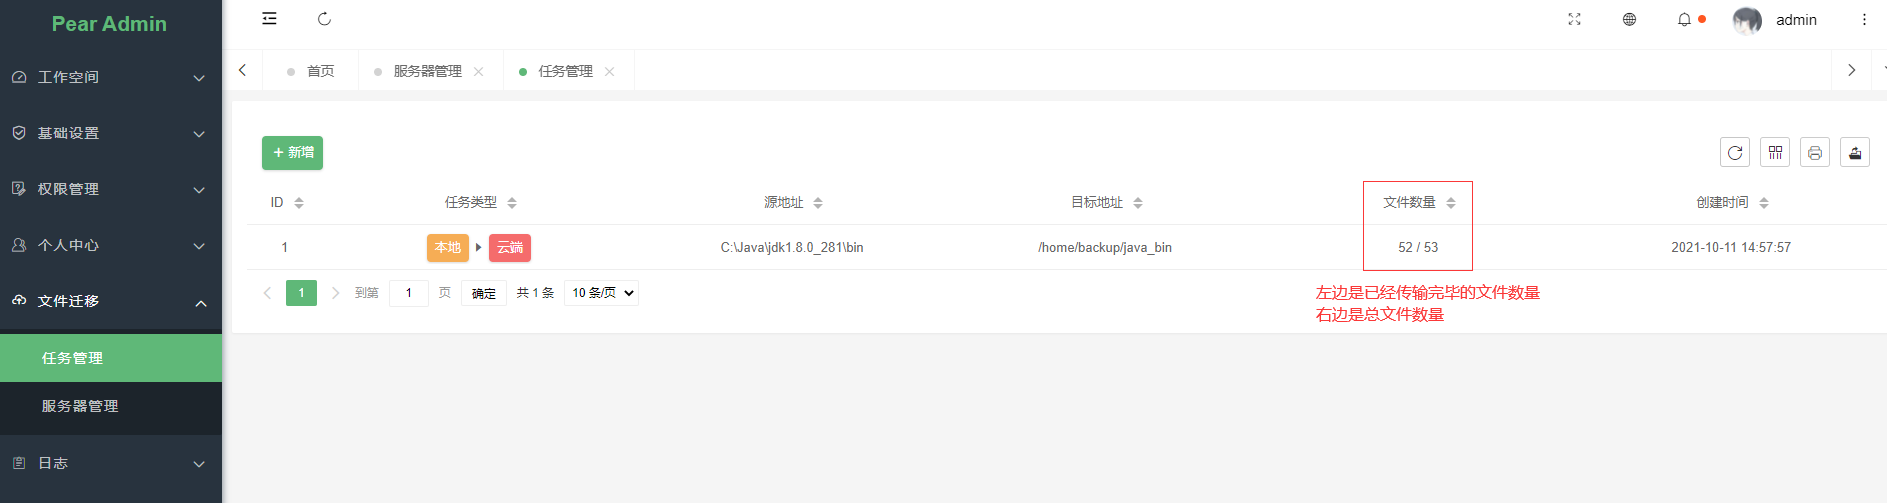 Pear Admin
admin
工作空间
基础设置
权限管理
个人中心
文件迁移
任务管理
服务器管理
日志
首页
服务器管理
任务管理
新增
ID 任务类型 源地址 目标地址 文件数量 创建时间
1 本地 云端 C:\Java\jdk1.8.0_281\bin /home/backup/java_bin 52 / 53 2021-10-11 14:57:57
1 到第 1 页 确定 共 1 条 10 条/页
左边是已经传输完毕的文件数量
右边是总文件数量